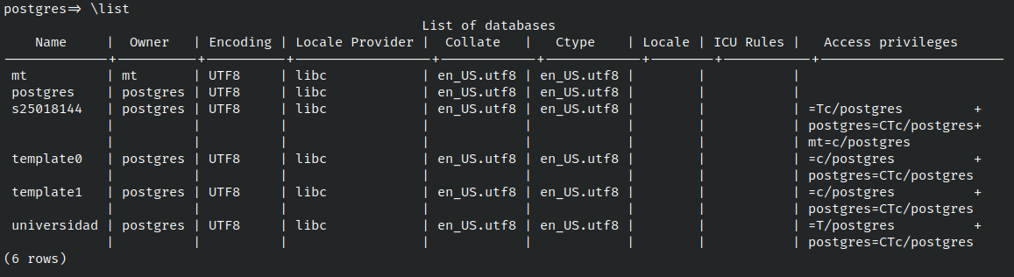 postgres=> \list
List of databases
Name | Owner | Encoding | Locale Provider | Collate | Ctype | Locale | ICU Rules | Access privileges
mt | mt | UTF8 | libc | en_US.utf8 | en_US.utf8 | | |
postgres | postgres | UTF8 | libc | en_US.utf8 | en_US.utf8 | | |
s25018144 | postgres | UTF8 | libc | en_US.utf8 | en_US.utf8 | | | =Tc/postgres +
| | | | | | | | postgres=CTc/postgres+
| | | | | | | | mt=c/postgres
template0 | postgres | UTF8 | libc | en_US.utf8 | en_US.utf8 | | | =c/postgres +
| | | | | | | | postgres=CTc/postgres
template1 | postgres | UTF8 | libc | en_US.utf8 | en_US.utf8 | | | =c/postgres +
| | | | | | | | postgres=CTc/postgres
universidad | postgres | UTF8 | libc | en_US.utf8 | en_US.utf8 | | | =T/postgres +
| | | | | | | | postgres=CTc/postgres
(6 rows)